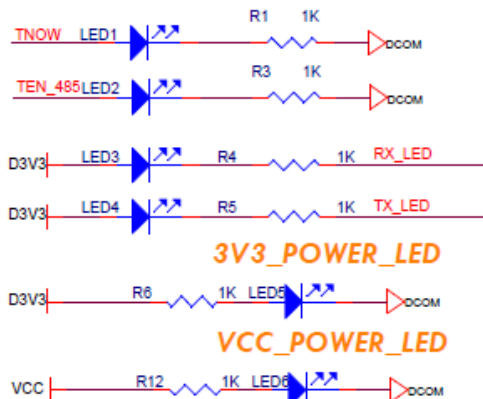 R1 1K
TNOW LED1 DCOM
R3 1K
TEN_485 LED2 DCOM
D3V3 LED3 R4 1K RX_LED
D3V3 LED4 R5 1K TX_LED
3V3_POWER_LED
D3V3 R6 1K LED5 DCOM
VCC_POWER_LED
VCC R12 1K LED6 DCOM